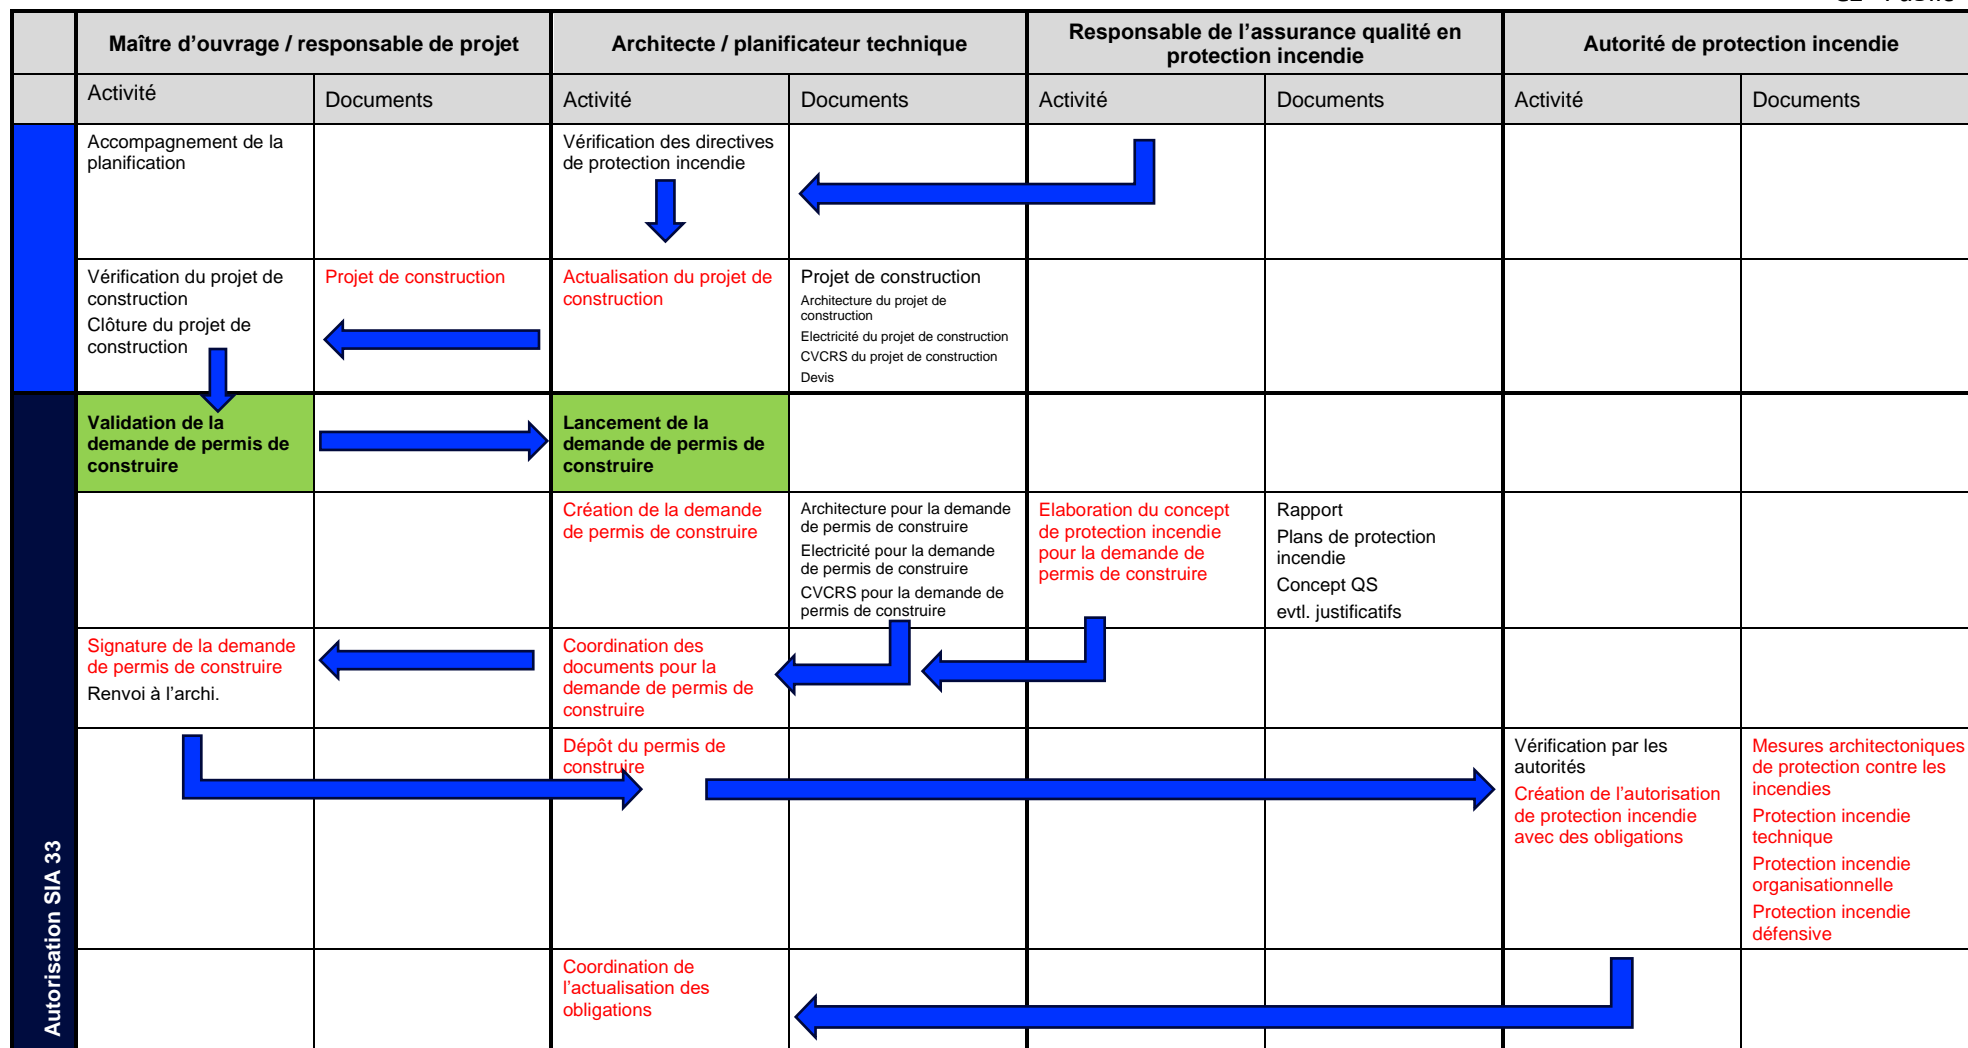 Maître d'ouvrage / responsable de projet
Architecte / planificateur technique
Responsable de l'assurance qualité en
protection incendie
Autorité de protection incendie
Activité
Documents
Activité
Documents
Activité
Documents
Activité
Documents
Accompagnement de la
planification
Vérification des directives
de protection incendie
Vérification du projet de
construction
Clôture du projet de
construction
Projet de construction
Actualisation du projet de
construction
Projet de construction
Architecture du projet de
construction
Electricité du projet de construction
CVCRS du projet de construction
Devis
Validation de la
demande de permis de
construire
Lancement de la
demande de permis de
construire
Création de la demande
de permis de construire
Architecture pour la demande
de permis de construire
Electricité pour la demande
de permis de construire
CVCRS pour la demande de
permis de construire
Elaboration du concept
de protection incendie
pour la demande de
permis de construire
Rapport
Plans de protection
incendie
Concept QS
evtl. justificatifs
Signature de la demande
de permis de construire
Renvoi à l'archi.
Coordination des
documents pour la
demande de permis de
construire
Dépôt du permis de
construire
Vérification par les
autorités
Création de l'autorisation
de protection incendie
avec des obligations
Mesures architectoniques
de protection contre les
incendies
Protection incendie
technique
Protection incendie
organisationnelle
Protection incendie
défensive
Autorisation SIA 33
Coordination de
l'actualisation des
obligations